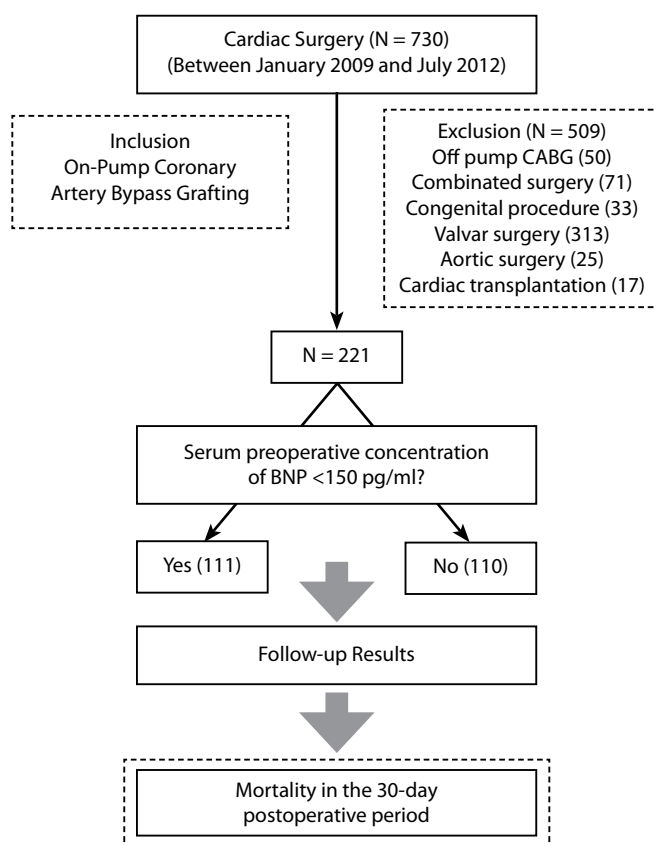 Cardiac Surgery (N = 730)
(Between January 2009 and July 2012)
Inclusion
On-Pump Coronary
Artery Bypass Grafting
Exclusion (N = 509)
Off pump CABG (50)
Combinated surgery (71)
Congenital procedure (33)
Valvar surgery (313)
Aortic surgery (25)
Cardiac transplantation (17)
N = 221
Serum preoperative concentration
of BNP <150 pg/ml?
Yes (111)
No (110)
Follow-up Results
Mortality in the 30-day
postoperative period